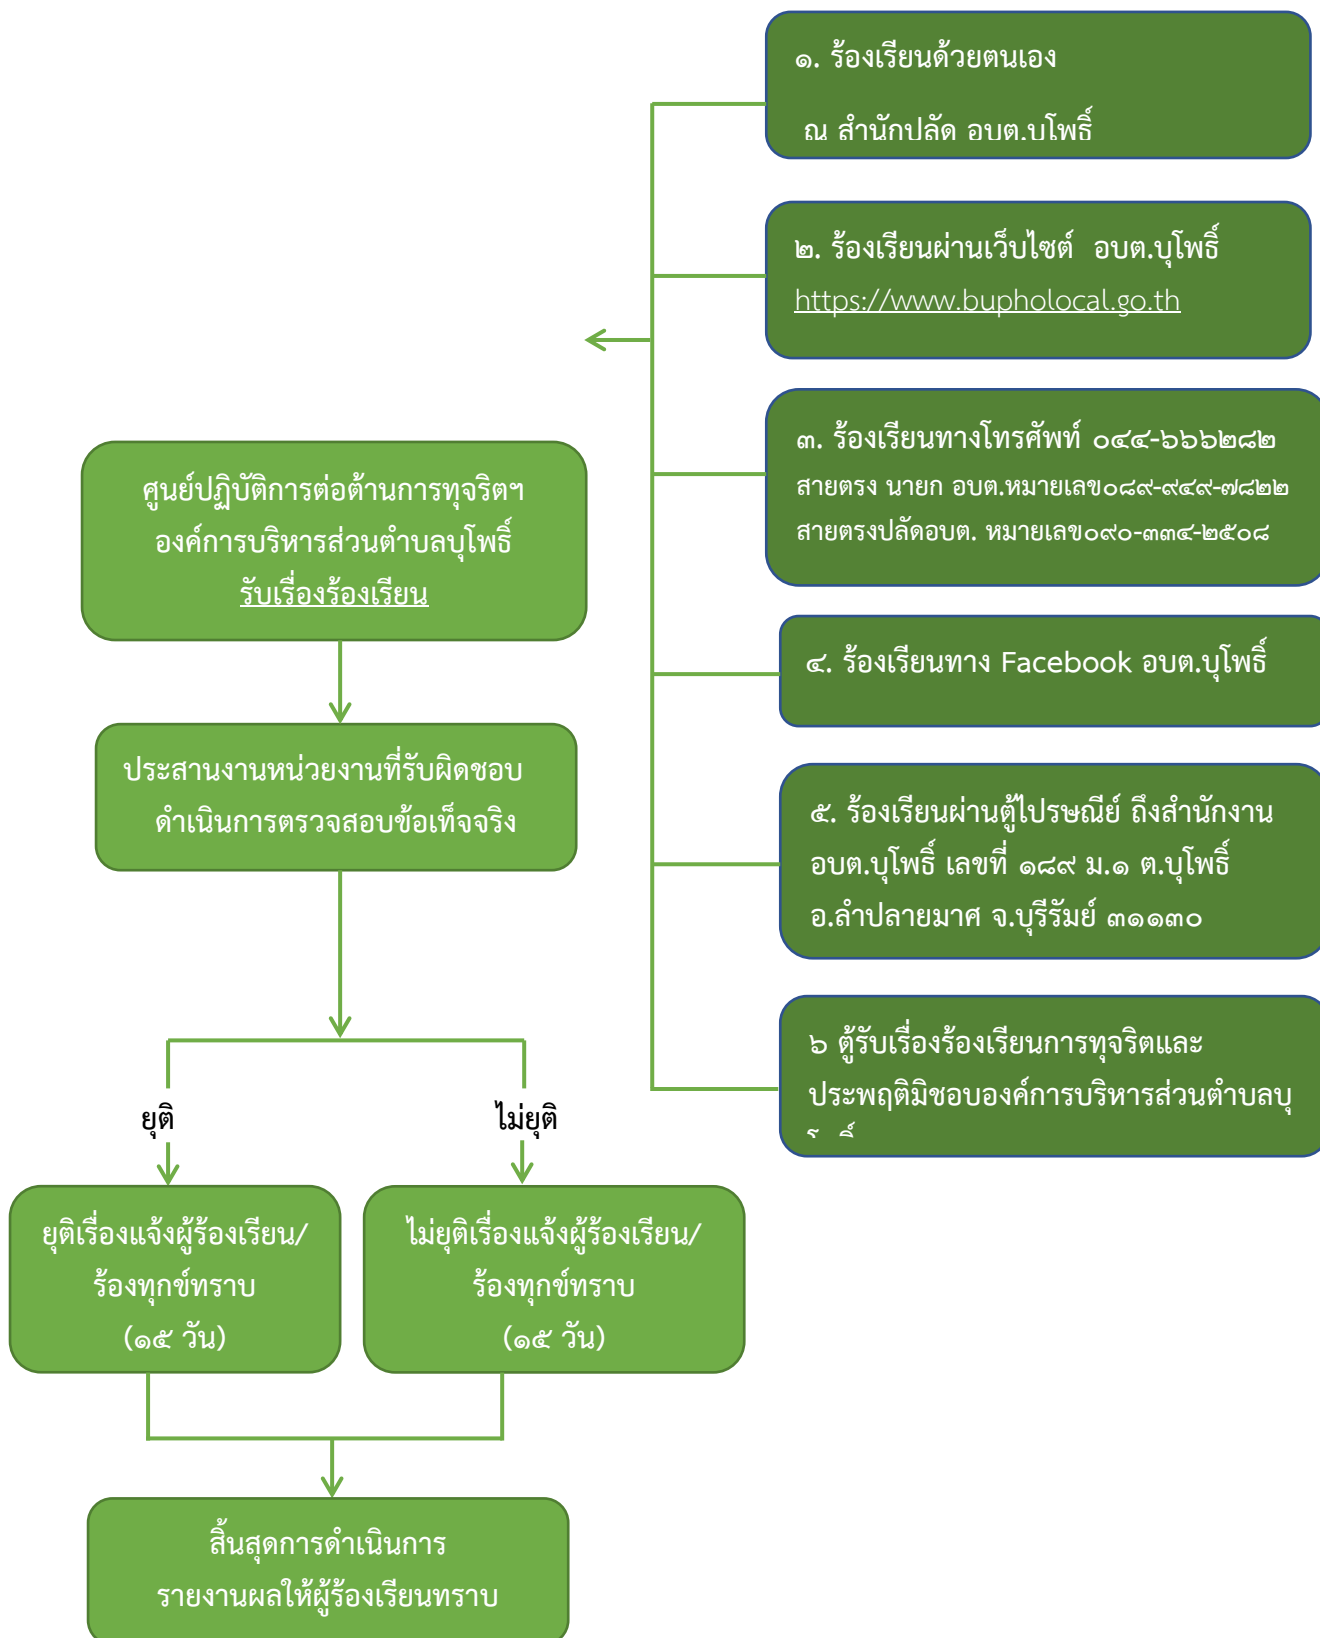 ๑. ร้องเรียนด้วยตนเอง
ณ สำนักปลัด อบต.บุโพธิ์
๒. ร้องเรียนผ่านเว็บไซต์ อบต.บุโพธิ์
https://www.bupholocal.go.th
๓. ร้องเรียนทางโทรศัพท์ ๐๔๔-๖๖๖๒๘๒
สายตรง นายก อบต.หมายเลข๐๘๙-๙๔๙-๗๘๒๒
สายตรงปลัดอบต. หมายเลข๐๙๐-๓๓๔-๒๕๐๘
๔. ร้องเรียนทาง Facebook อบต.บุโพธิ์
๕. ร้องเรียนผ่านตู้ไปรษณีย์ ถึงสำนักงาน
อบต.บุโพธิ์ เลขที่ ๑๘๙ ม.๑ ต.บุโพธิ์
อ.ลำปลายมาศ จ.บุรีรัมย์ ๓๑๑๓๐
๖ ตู้รับเรื่องร้องเรียนการทุจริตและ
ประพฤติมิชอบองค์การบริหารส่วนตำบลบุ
ศูนย์ปฏิบัติการต่อต้านการทุจริตฯ
องค์การบริหารส่วนตำบลบุโพธิ์
รับเรื่องร้องเรียน
ประสานงานหน่วยงานที่รับผิดชอบ
ดำเนินการตรวจสอบข้อเท็จจริง
ยุติ
ไม่ยุติ
ยุติเรื่องแจ้งผู้ร้องเรียน/
ร้องทุกข์ทราบ
(๑๕ วัน)
ไม่ยุติเรื่องแจ้งผู้ร้องเรียน/
ร้องทุกข์ทราบ
(๑๕ วัน)
สิ้นสุดการดำเนินการ
รายงานผลให้ผู้ร้องเรียนทราบ